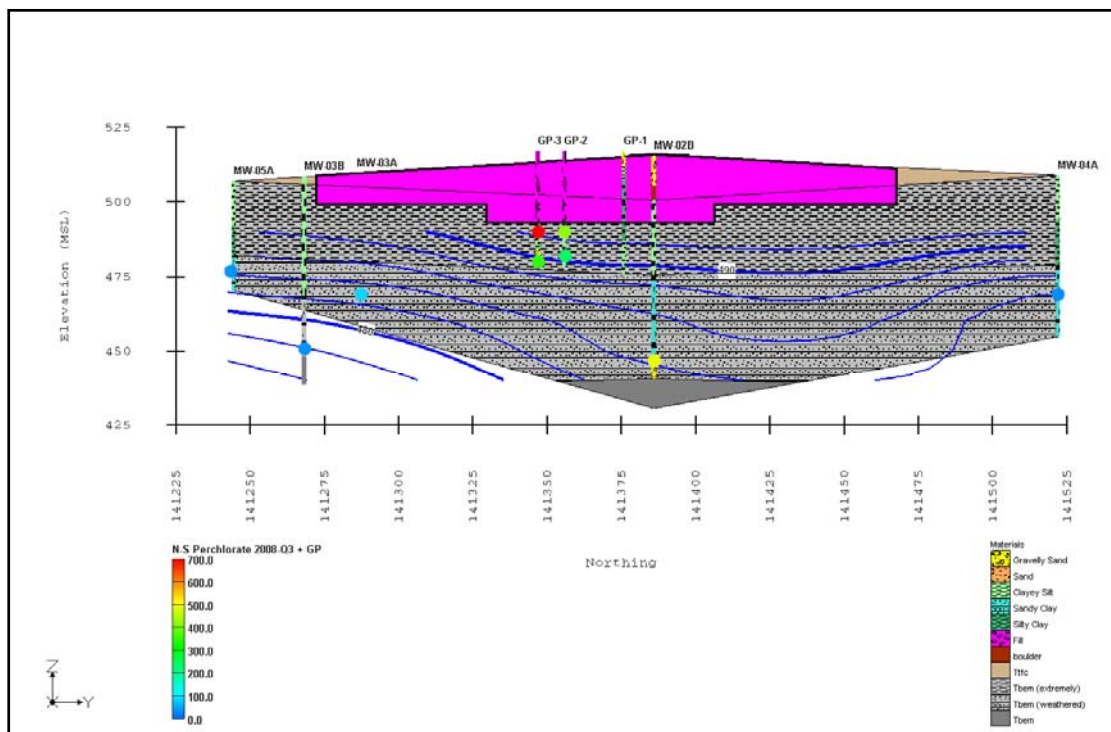 525
500
475
450
425
Elevation (MSL)
MW-05A
MW-03B
MW-03A
GP-3 GP-2
GP-1
MW-02B
MW-04A
490
141225
141250
141275
141300
141325
141350
141375
141400
141425
141450
141475
141500
141525
Northing
N-S Perchlorate 2008-Q3 + GP
700.0
600.0
500.0
400.0
300.0
200.0
100.0
0.0
Z
X
Y
Materials
Gravelly Sand
Sand
Clayey Silt
Sandy Clay
Silty Clay
Fill
boulder
Tbem (extremely)
Tbem (weathered)
Tbem